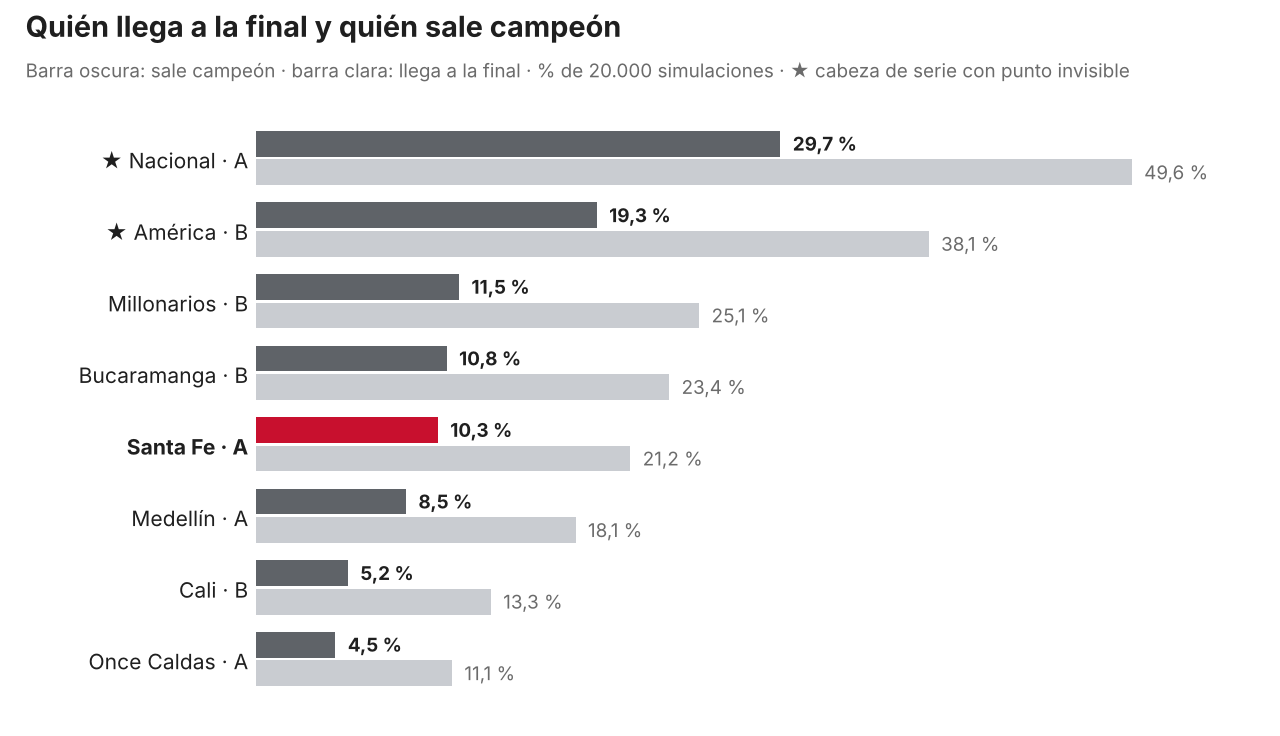 Quién llega a la final y quién sale campeón
Barra oscura: sale campeón · barra clara: llega a la final · % de 20.000 simulaciones · ★ cabeza de serie con punto invisible
★ Nacional · A
29,7 %
49,6 %
★ América · B
19,3 %
38,1 %
Millonarios · B
11,5 %
25,1 %
Bucaramanga · B
10,8 %
23,4 %
Santa Fe · A
10,3 %
21,2 %
Medellín · A
8,5 %
18,1 %
Cali · B
5,2 %
13,3 %
Once Caldas · A
4,5 %
11,1 %